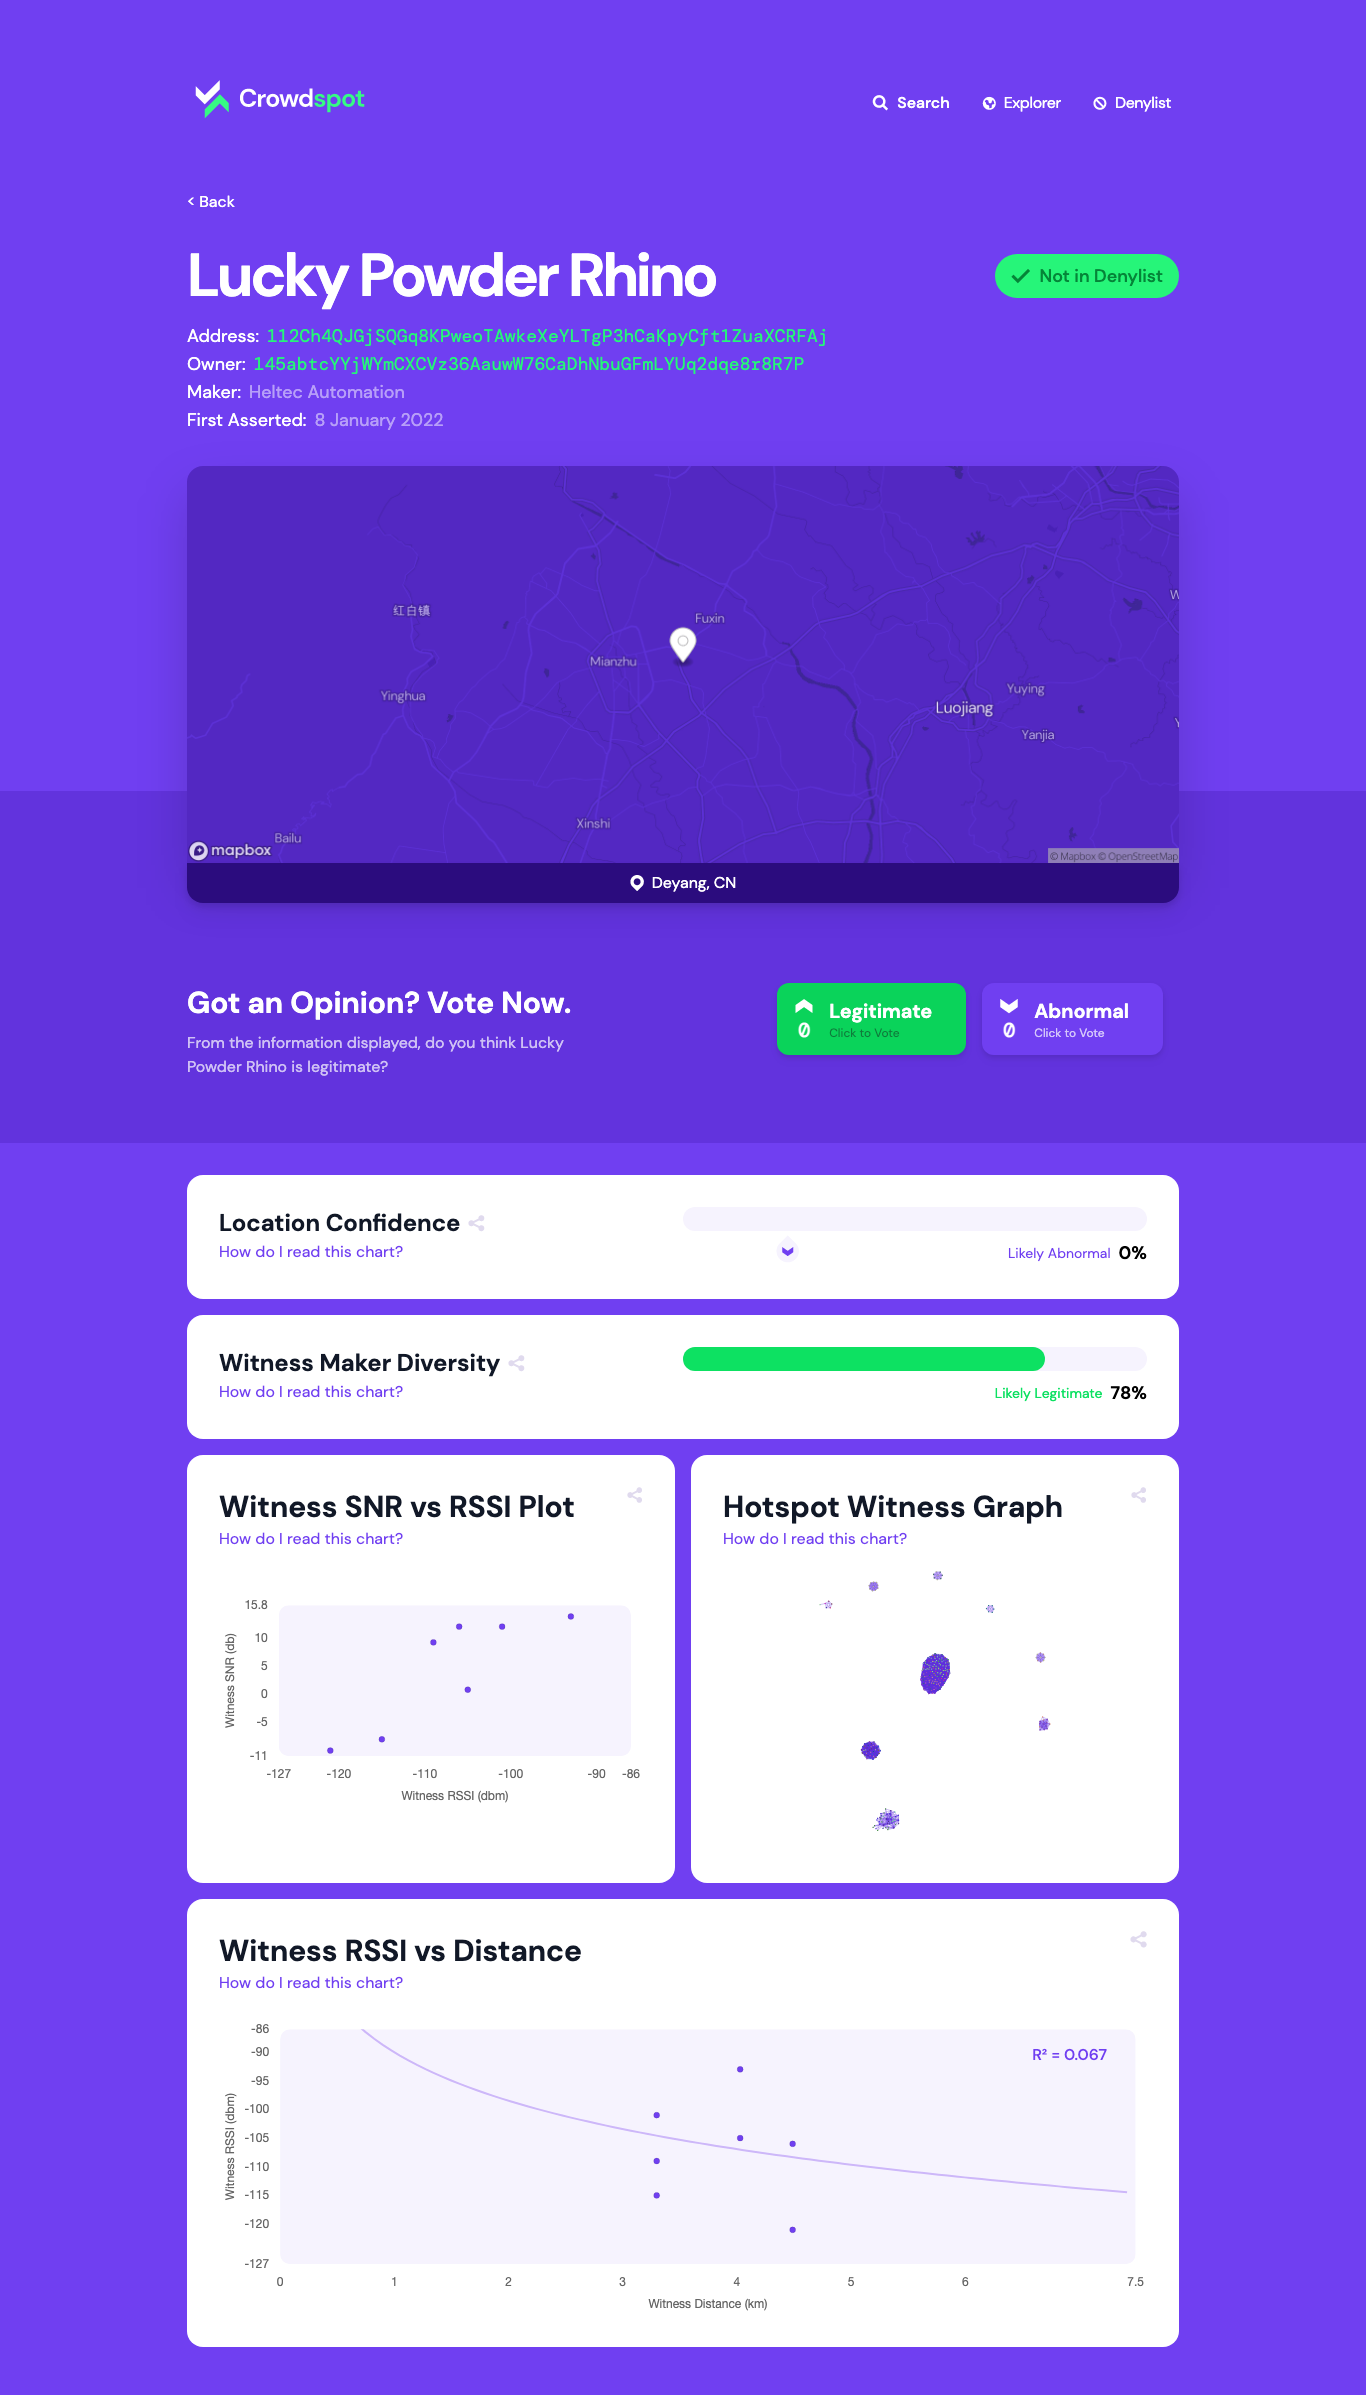 Crowdspot
Search Explorer Denylist
< Back
Lucky Powder Rhino
Not in Denylist
Address: 112Ch4QJGjSQGq8KPweoTAwkeXeYLTgP3hCaKpyCft1ZuaXCRFAj
Owner: 145abtcYYjWYmCXCVz36AauwW76CaDhNbuGFmLYUq2dqe8r8R7P
Maker: Heltec Automation
First Asserted: 8 January 2022
红白镇
Fuxin
Mianzhu
Yinghua
Yuying
Luojiang
Yanjia
Xinshi
Bailu
mapbox
© Mapbox © OpenStreetMap
Deyang, CN
Got an Opinion? Vote Now.
From the information displayed, do you think Lucky
Powder Rhino is legitimate?
Legitimate
0 Click to Vote
Abnormal
0 Click to Vote
Location Confidence
How do I read this chart?
Likely Abnormal 0%
Witness Maker Diversity
How do I read this chart?
Likely Legitimate 78%
Witness SNR vs RSSI Plot
How do I read this chart?
15.8
10
5
0
-5
-11
Witness SNR (db)
-127 -120 -110 -100 -90 -86
Witness RSSI (dbm)
Hotspot Witness Graph
How do I read this chart?
Witness RSSI vs Distance
How do I read this chart?
R² = 0.067
-86
-90
-95
-100
-105
-110
-115
-120
-127
Witness RSSI (dbm)
0 1 2 3 4 5 6 7.5
Witness Distance (km)